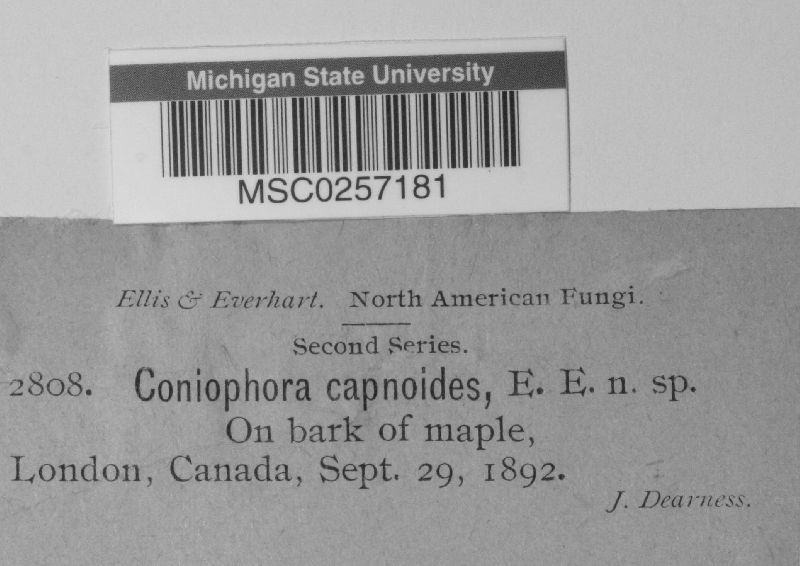 Michigan State University
MSC0257181
Ellis & Everhart. North American Fungi.
Second Series.
2808. Coniophora capnoides, E. E. n. sp.
On bark of maple,
London, Canada, Sept. 29, 1892.
J. Dearness.